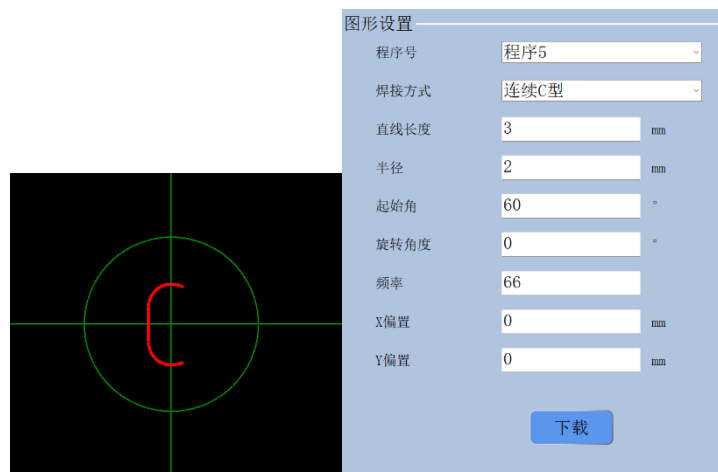 图形设置
程序号 程序5
焊接方式 连续C型
直线长度 3 mm
半径 2 mm
起始角 60 °
旋转角度 0 °
频率 66
X偏置 0 mm
Y偏置 0 mm
下载